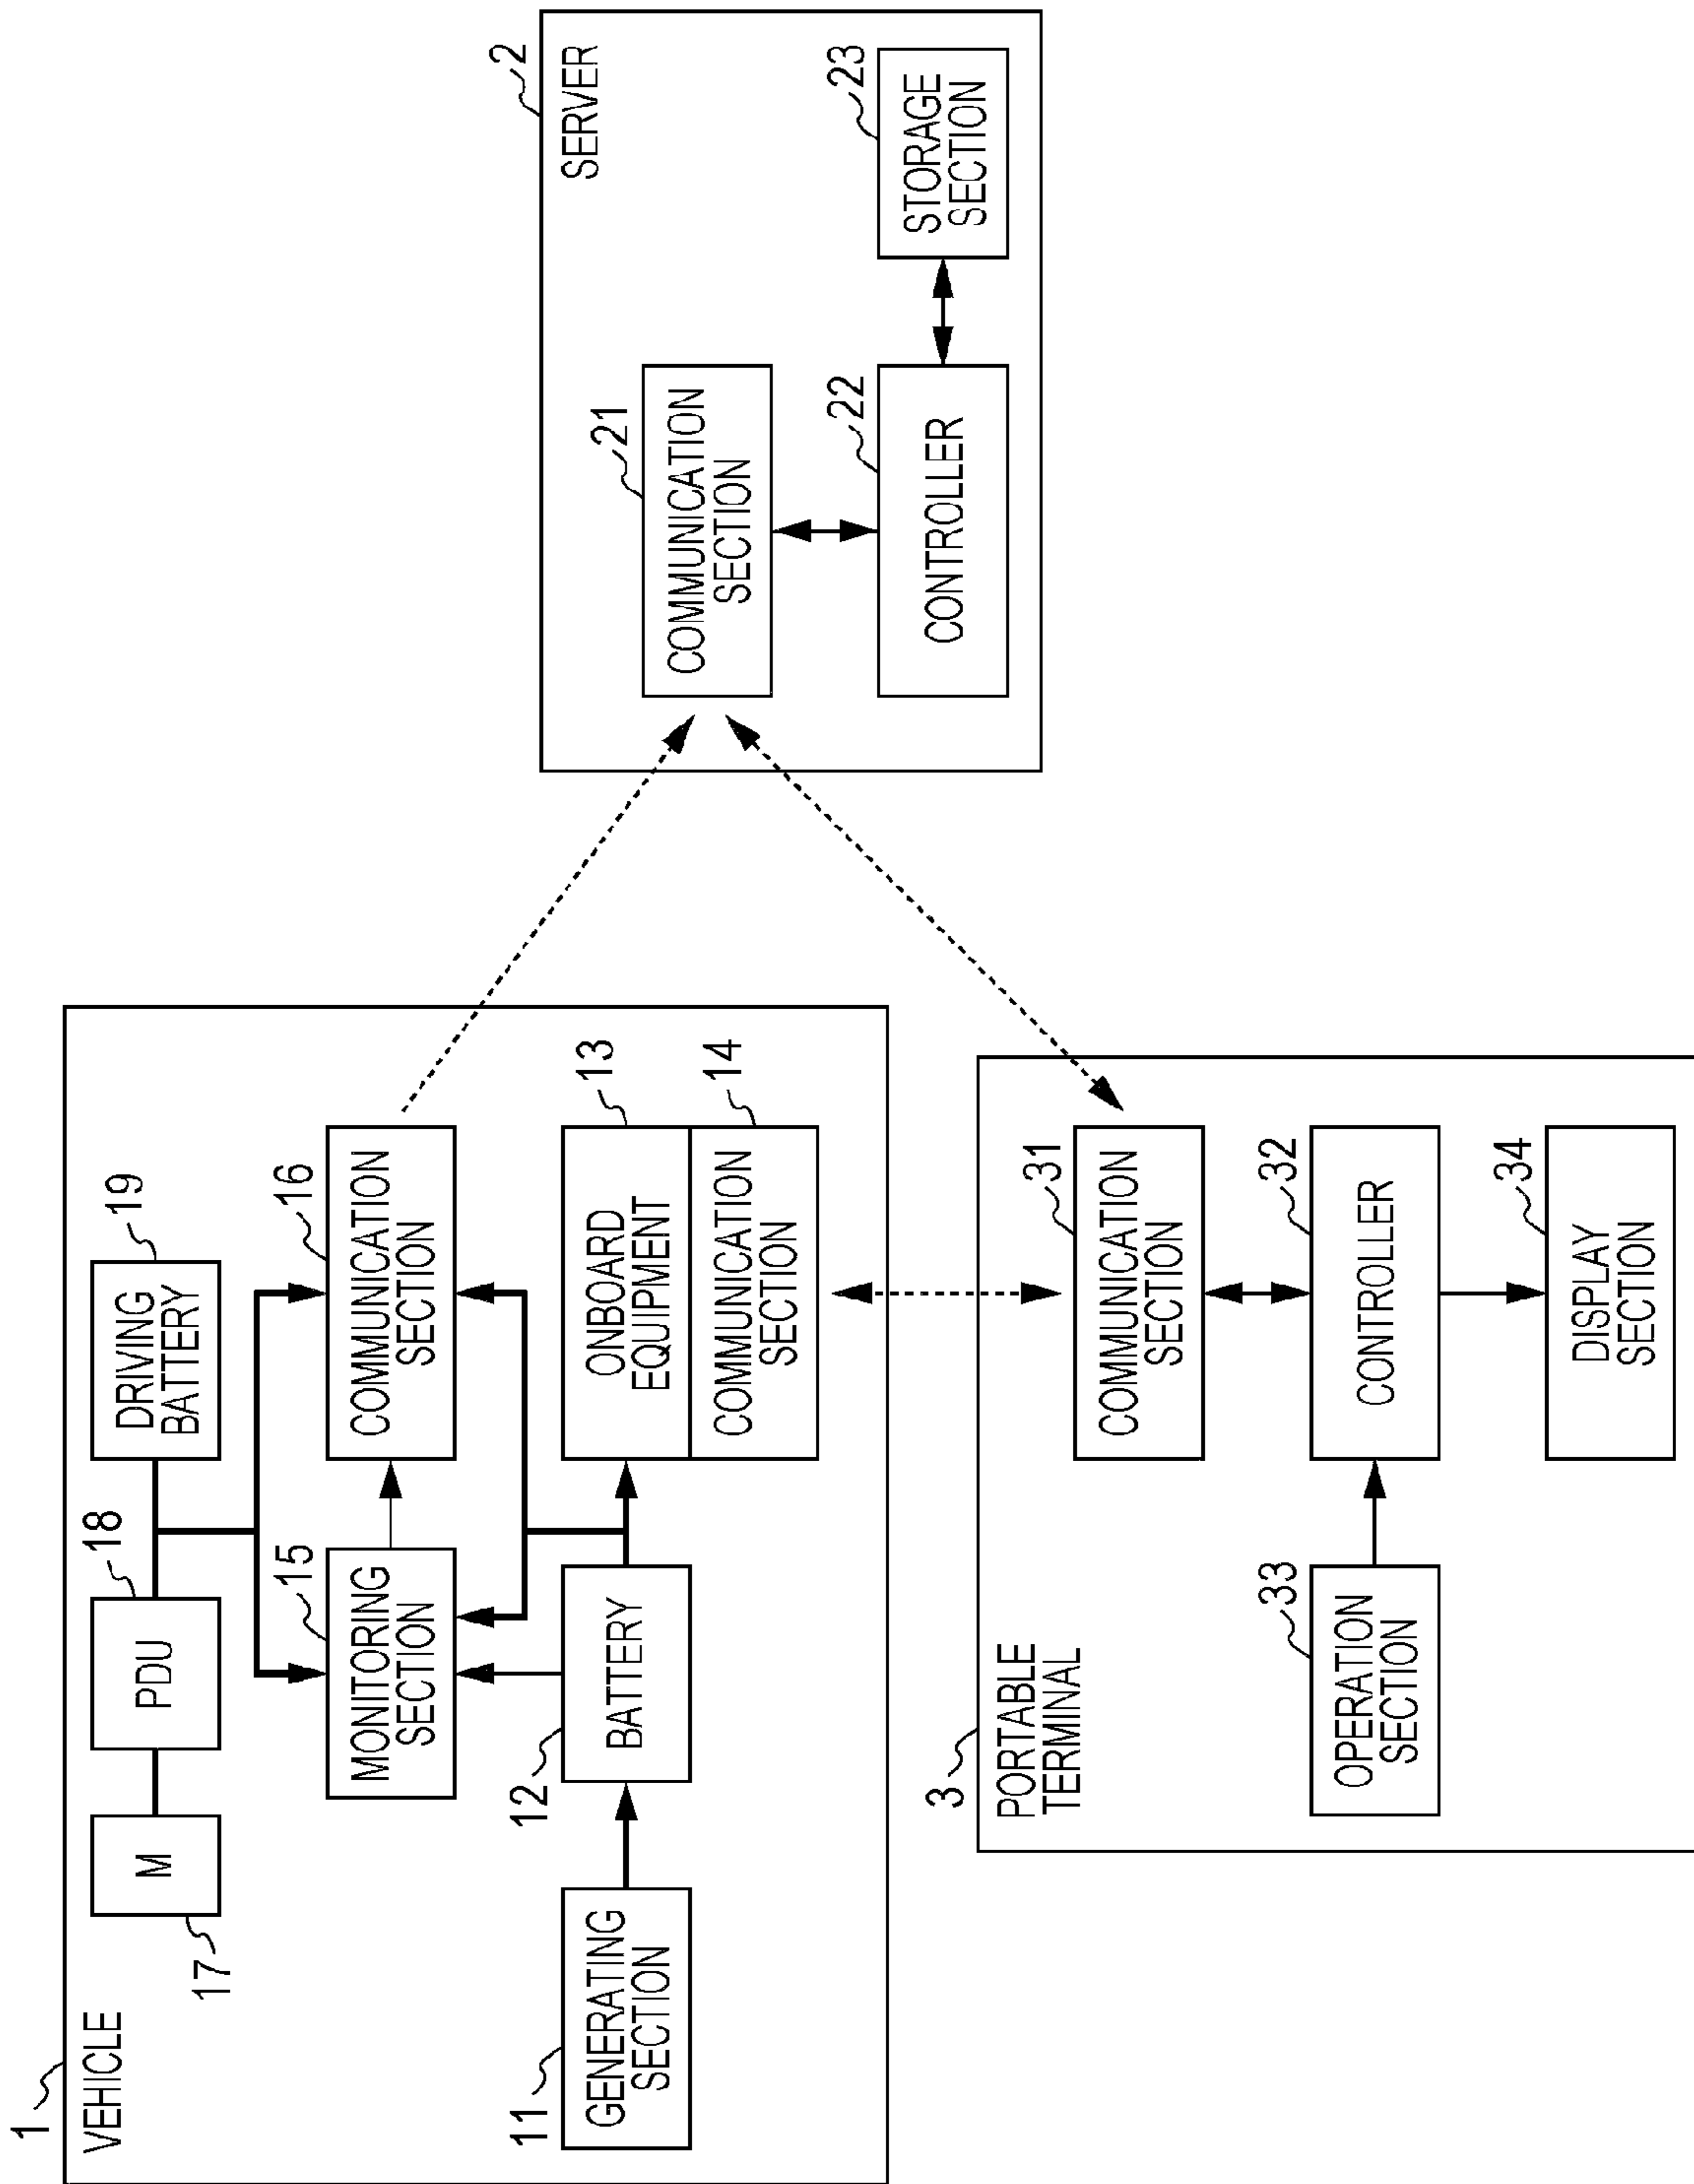 1
VEHICLE
17
M
18
PDU
19
DRIVING
BATTERY
15
MONITORING
SECTION
16
COMMUNICATION
SECTION
11
GENERATING
SECTION
12
BATTERY
13
ONBOARD
EQUIPMENT
14
COMMUNICATION
SECTION
2
SERVER
21
COMMUNICATION
SECTION
22
CONTROLLER
23
STORAGE
SECTION
3
PORTABLE
TERMINAL
31
COMMUNICATION
SECTION
33
OPERATION
SECTION
32
CONTROLLER
34
DISPLAY
SECTION